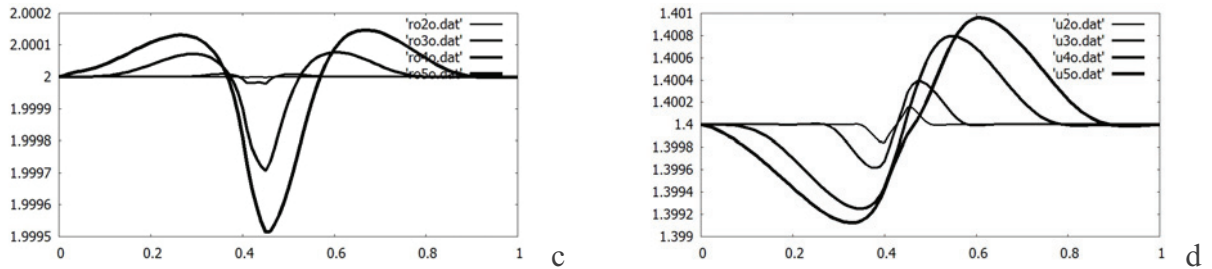 2.0002
'ro2o.dat'
2.0001
'ro3o.dat'
'ro4o.dat'
2
'ro5o.dat'
1.9999
1.9998
1.9997
1.9996
1.9995
0 0.2 0.4 0.6 0.8 1
c
1.401
'u2o.dat'
1.4008
'u3o.dat'
1.4006
'u4o.dat'
1.4004
'u5o.dat'
1.4002
1.4
1.3998
1.3996
1.3994
1.3992
1.399
0 0.2 0.4 0.6 0.8 1
d